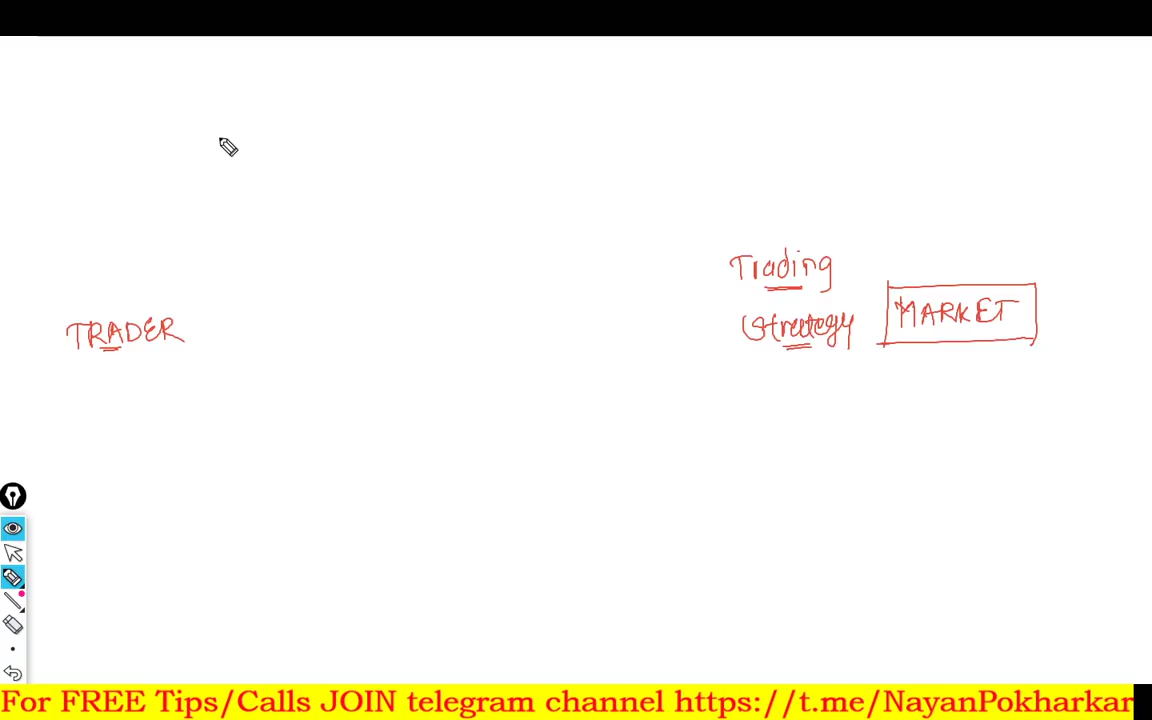 Trading
TRADER Strategy MARKET
For FREE Tips/Calls JOIN telegram channel https://t.me/NayanPokharkar